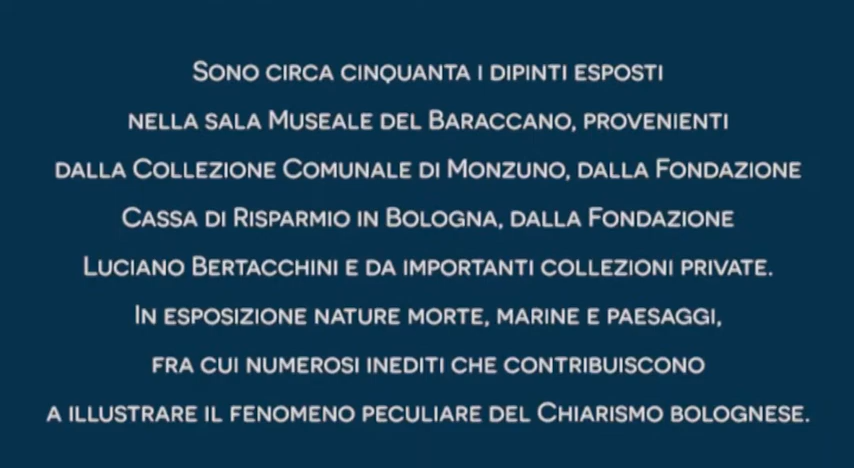 Sono circa cinquanta i dipinti esposti
nella sala Museale del Baraccano, provenienti
dalla Collezione Comunale di Monzuno, dalla Fondazione
Cassa di Risparmio in Bologna, dalla Fondazione
Luciano Bertacchini e da importanti collezioni private.
In esposizione nature morte, marine e paesaggi,
fra cui numerosi inediti che contribuiscono
a illustrare il fenomeno peculiare del Chiarismo bolognese.